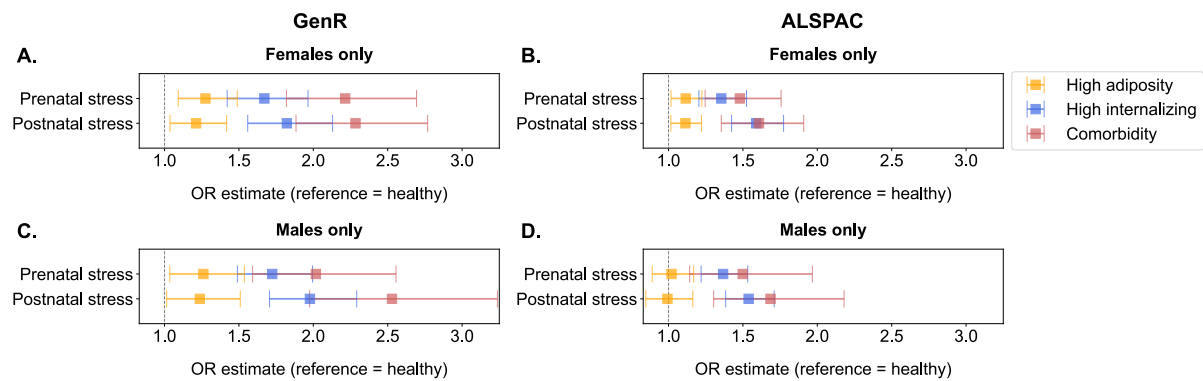 GenR
ALSPAC
A.
Females only
Prenatal stress
Postnatal stress
1.0 1.5 2.0 2.5 3.0
OR estimate (reference = healthy)
B.
Females only
Prenatal stress
Postnatal stress
1.0 1.5 2.0 2.5 3.0
OR estimate (reference = healthy)
High adiposity
High internalizing
Comorbidity
C.
Males only
Prenatal stress
Postnatal stress
1.0 1.5 2.0 2.5 3.0
OR estimate (reference = healthy)
D.
Males only
Prenatal stress
Postnatal stress
1.0 1.5 2.0 2.5 3.0
OR estimate (reference = healthy)